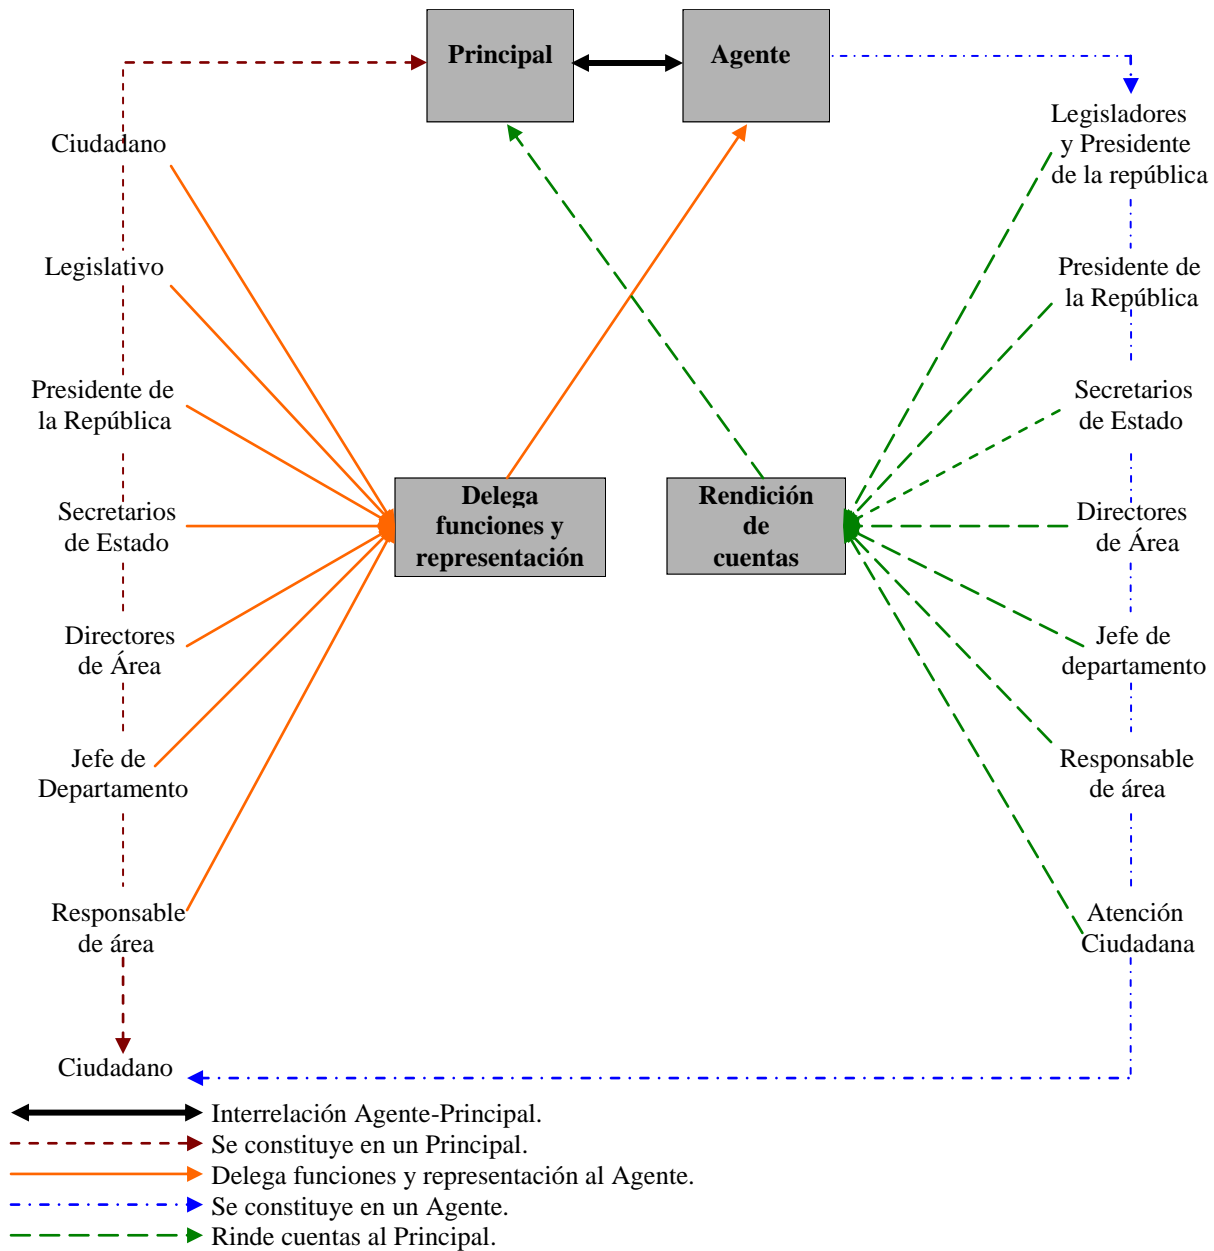 Principal
Agente
Ciudadano
Legislativo
Presidente de
la República
Secretarios
de Estado
Directores
de Área
Jefe de
Departamento
Responsable
de área
Ciudadano
Delega
funciones y
representación
Rendición
de
cuentas
Legisladores
y Presidente
de la república
Presidente de
la República
Secretarios
de Estado
Directores
de Área
Jefe de
departamento
Responsable
de área
Atención
Ciudadana
Interrelación Agente-Principal.
Se constituye en un Principal.
Delega funciones y representación al Agente.
Se constituye en un Agente.
Rinde cuentas al Principal.